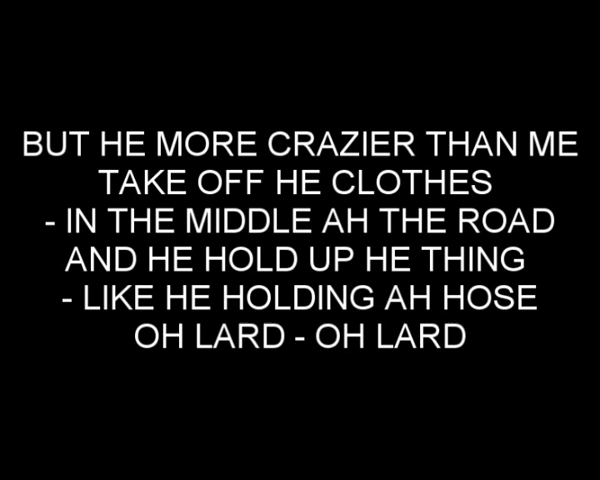 BUT HE MORE CRAZIER THAN ME
TAKE OFF HE CLOTHES
- IN THE MIDDLE AH THE ROAD
AND HE HOLD UP HE THING
- LIKE HE HOLDING AH HOSE
OH LARD - OH LARD